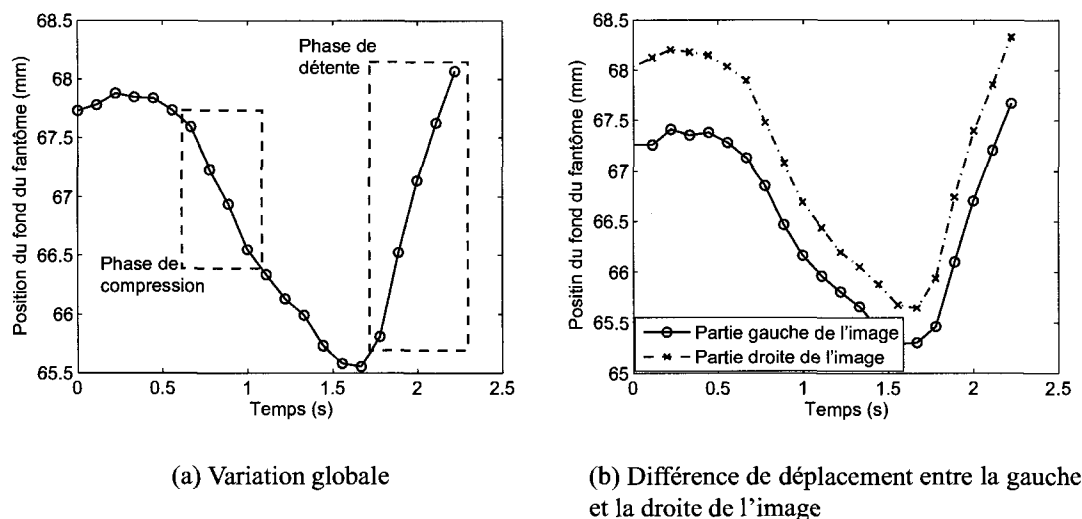 68.5
68
67.5
67
66.5
66
65.5
Position du fond du fantôme (mm)
Phase de
détente
Phase de
compression
0
0.5
1
1.5
2
2.5
Temps (s)
(a) Variation globale
68.5
68
67.5
67
66.5
66
65.5
65
Positin du fond du fantôme (mm)
Partie gauche de l'image
Partie droite de l'image
0
0.5
1
1.5
2
2.5
Temps (s)
(b) Différence de déplacement entre la gauche
et la droite de l'image